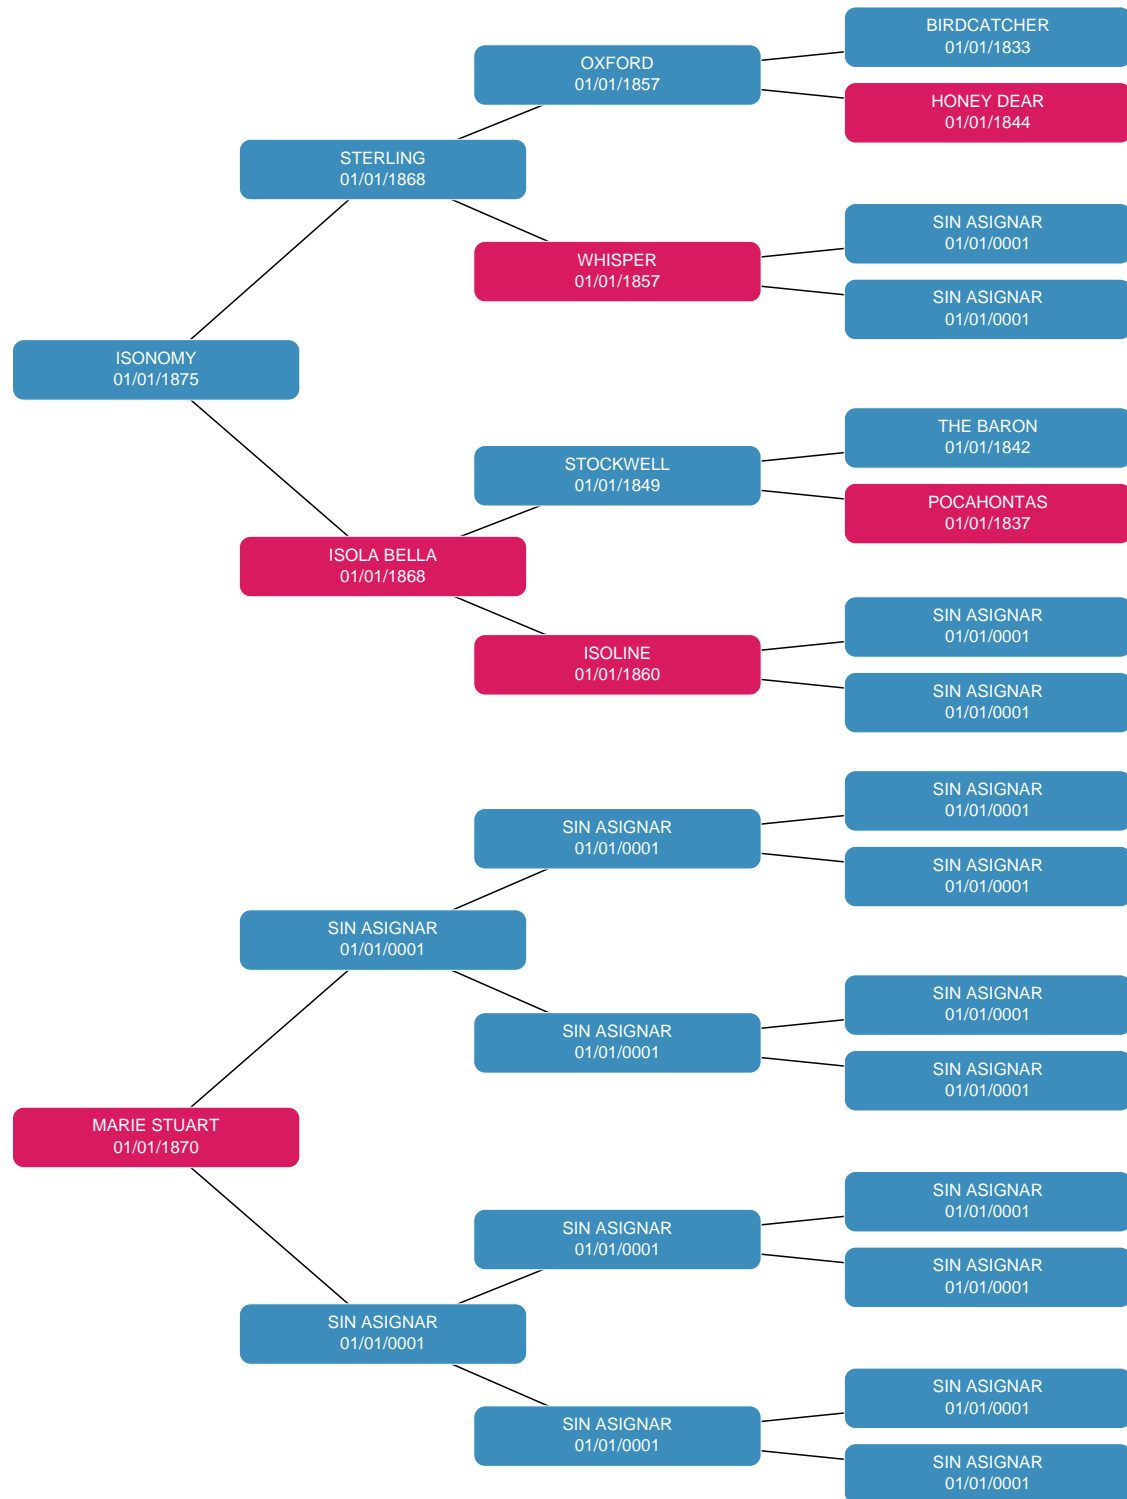 BIRDCATCHER
01/01/1833
OXFORD
01/01/1857
HONEY DEAR
01/01/1844
STERLING
01/01/1868
SIN ASIGNAR
01/01/0001
WHISPER
01/01/1857
SIN ASIGNAR
01/01/0001
ISONOMY
01/01/1875
THE BARON
01/01/1842
STOCKWELL
01/01/1849
POCAHONTAS
01/01/1837
ISOLA BELLA
01/01/1868
SIN ASIGNAR
01/01/0001
ISOLINE
01/01/1860
SIN ASIGNAR
01/01/0001
SIN ASIGNAR
01/01/0001
SIN ASIGNAR
01/01/0001
SIN ASIGNAR
01/01/0001
SIN ASIGNAR
01/01/0001
SIN ASIGNAR
01/01/0001
SIN ASIGNAR
01/01/0001
SIN ASIGNAR
01/01/0001
MARIE STUART
01/01/1870
SIN ASIGNAR
01/01/0001
SIN ASIGNAR
01/01/0001
SIN ASIGNAR
01/01/0001
SIN ASIGNAR
01/01/0001
SIN ASIGNAR
01/01/0001
SIN ASIGNAR
01/01/0001
SIN ASIGNAR
01/01/0001